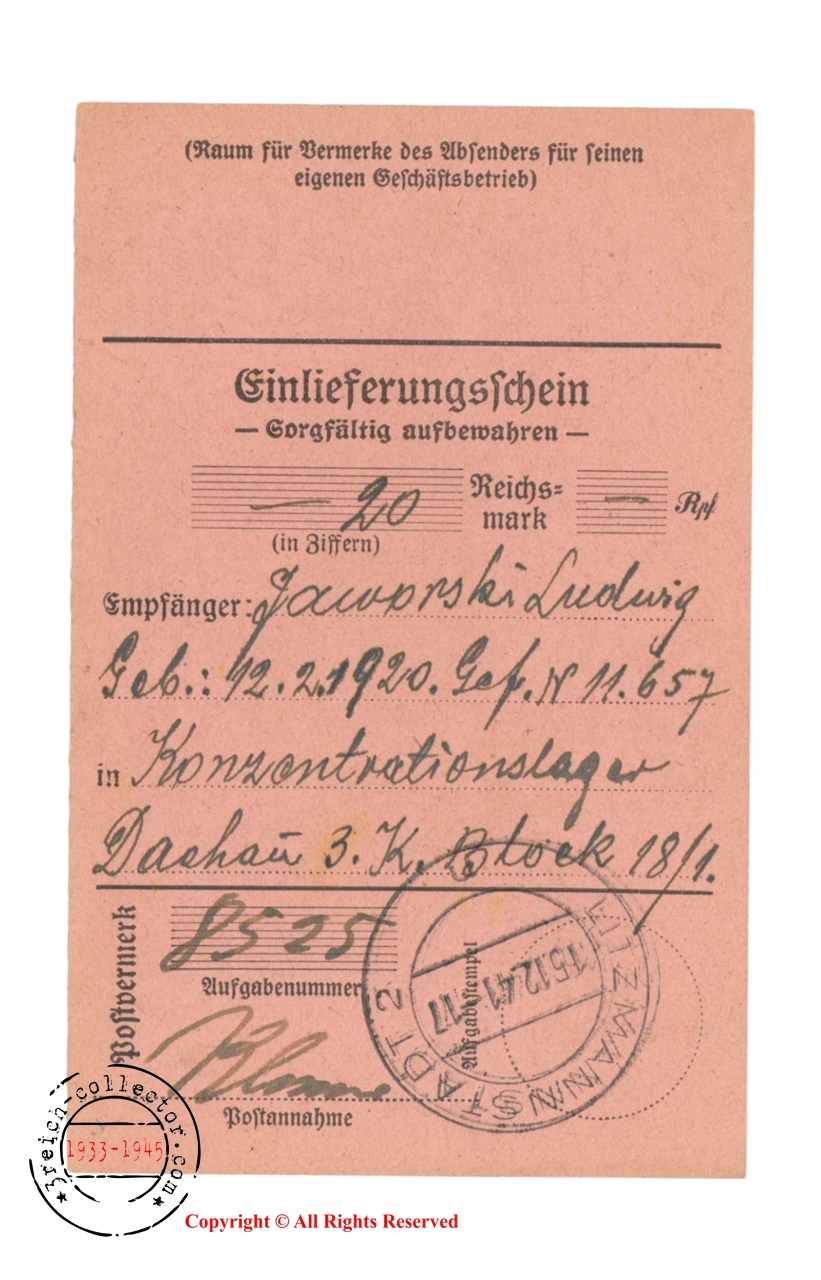 (Raum für Vermerke des Absenders für seinen
eigenen Geschäftsbetrieb)
Einlieferungsschein
— Sorgfältig aufbewahren —
— 20 Reichs= — Rpf
mark
(in Ziffern)
Empfänger: Jaworski Ludwig
Geb.: 12.2.1920. Gef. N 11.657
in Konzentrationslager
Dachau 3. K. Block 18/1.
Postvermerk
8525
Aufgabenummer
Aufgabestempel
LITZMANNSTADT 2
15.12.41-17
Postannahme
3reich-collector.com
1933-1945
Copyright © All Rights Reserved